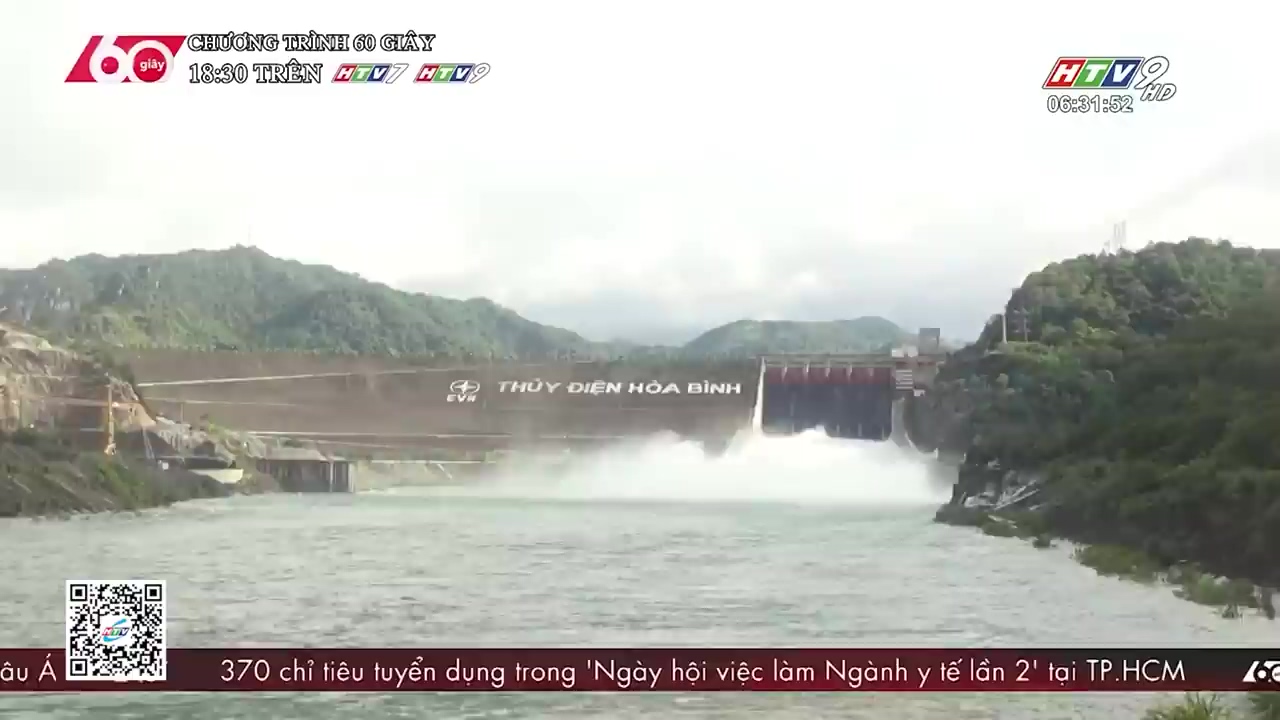 60 giây
CHƯƠNG TRÌNH 60 GIÂY
18:30 TRÊN HTV7 HTV9
HTV9 HD
06:31:52
EVN
THỦY ĐIỆN HÒA BÌNH
HTV
âu Á 370 chỉ tiêu tuyển dụng trong 'Ngày hội việc làm Ngành y tế lần 2' tại TP.HCM 60